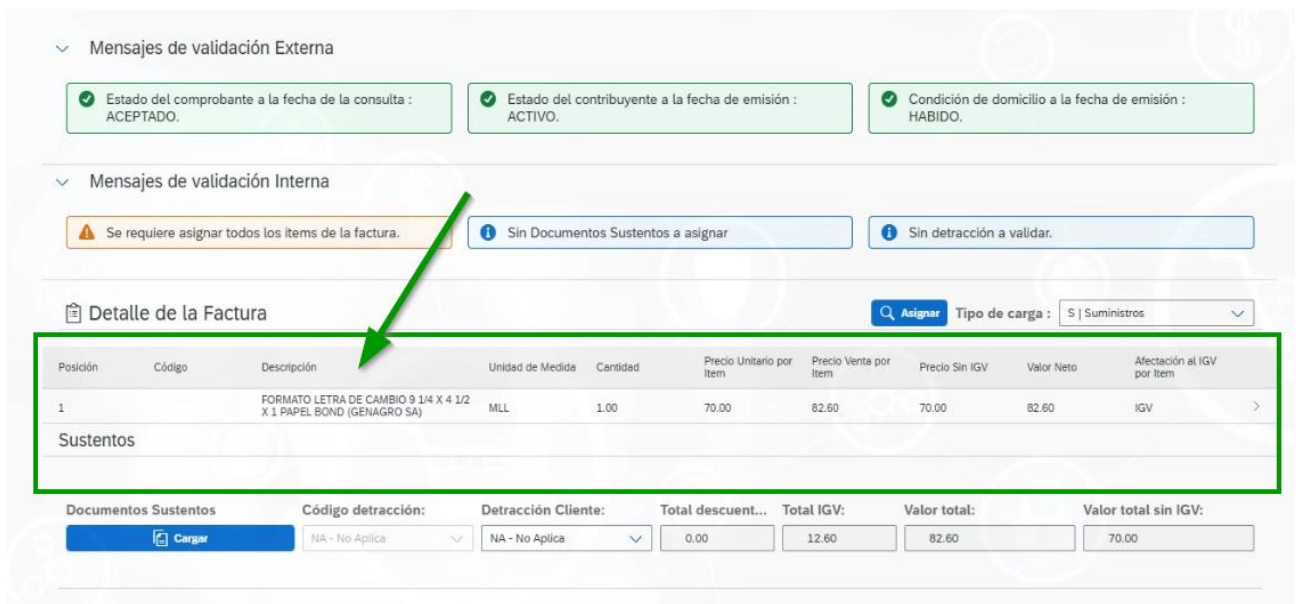 Mensajes de validación Externa
Estado del comprobante a la fecha de la consulta :
ACEPTADO.
Estado del contribuyente a la fecha de emisión :
ACTIVO.
Condición de domicilio a la fecha de emisión :
HABIDO.
Mensajes de validación Interna
Se requiere asignar todos los items de la factura.
Sin Documentos Sustentos a asignar
Sin detracción a validar.
Detalle de la Factura
Asignar
Tipo de carga :
S | Suministros
Posición
Código
Descripción
Unidad de Medida
Cantidad
Precio Unitario por
Item
Precio Venta por
Item
Precio Sin IGV
Valor Neto
Afectación al IGV
por Item
1
FORMATO LETRA DE CAMBIO 9 1/4 X 4 1/2
X 1 PAPEL BOND (GENAGRO SA)
MLL
1.00
70.00
82.60
70.00
82.60
IGV
Sustentos
Documentos Sustentos
Código detracción:
Detracción Cliente:
Total descuent...
Total IGV:
Valor total:
Valor total sin IGV:
Cargar
NA - No Aplica
NA - No Aplica
0.00
12.60
82.60
70.00